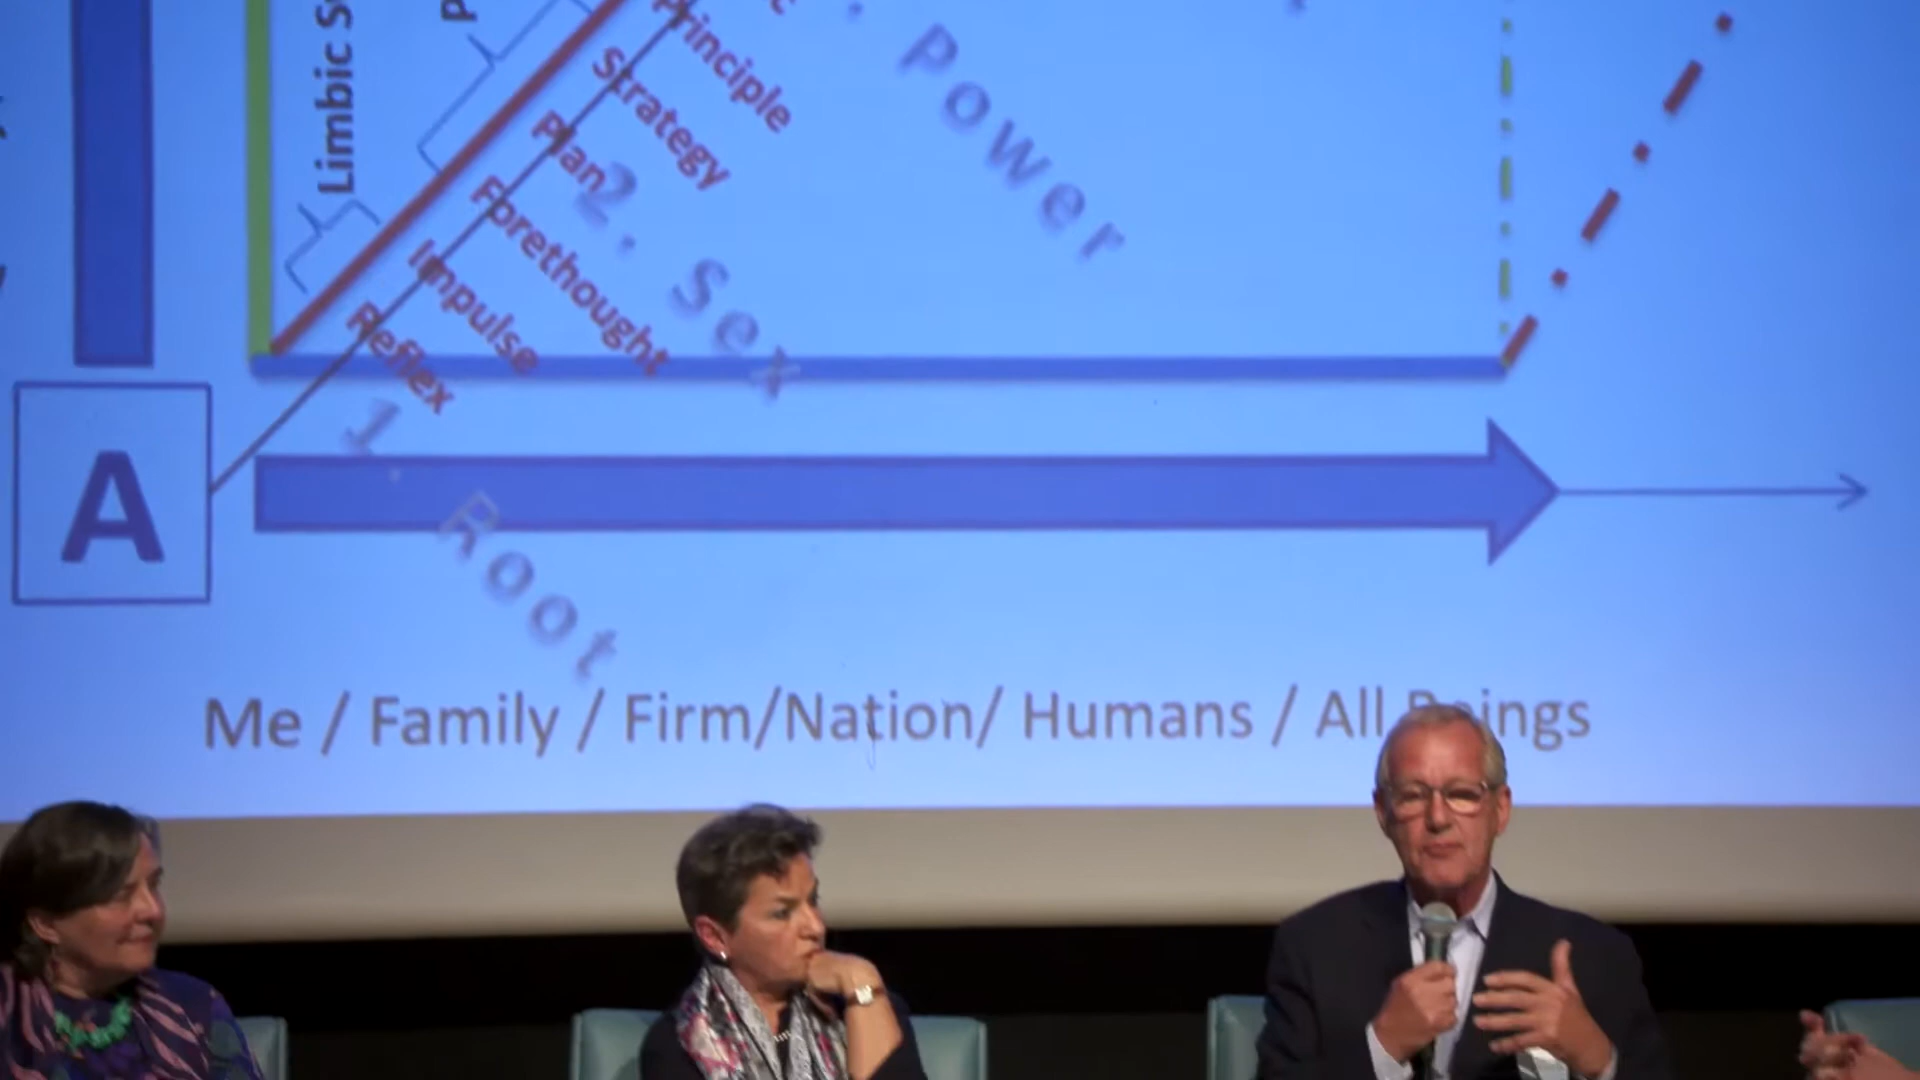 Limbic
Principle
Strategy
Plan
Forethought
Impulse
Reflex
Power
2. Sex
1. Root
A
Me / Family / Firm/Nation/ Humans / All Beings